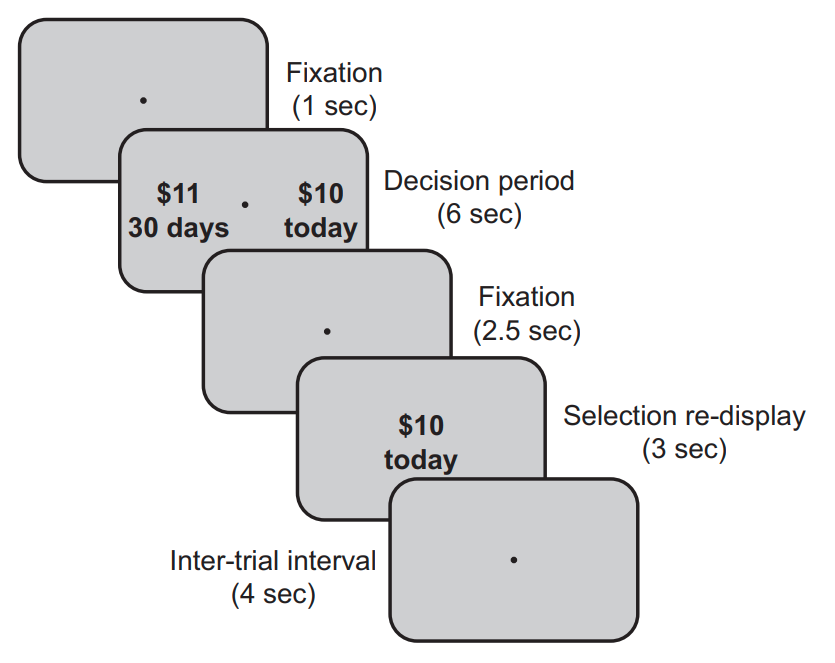 Fixation
(1 sec)
$11
30 days
$10
today
Decision period
(6 sec)
Fixation
(2.5 sec)
$10
today
Selection re-display
(3 sec)
Inter-trial interval
(4 sec)